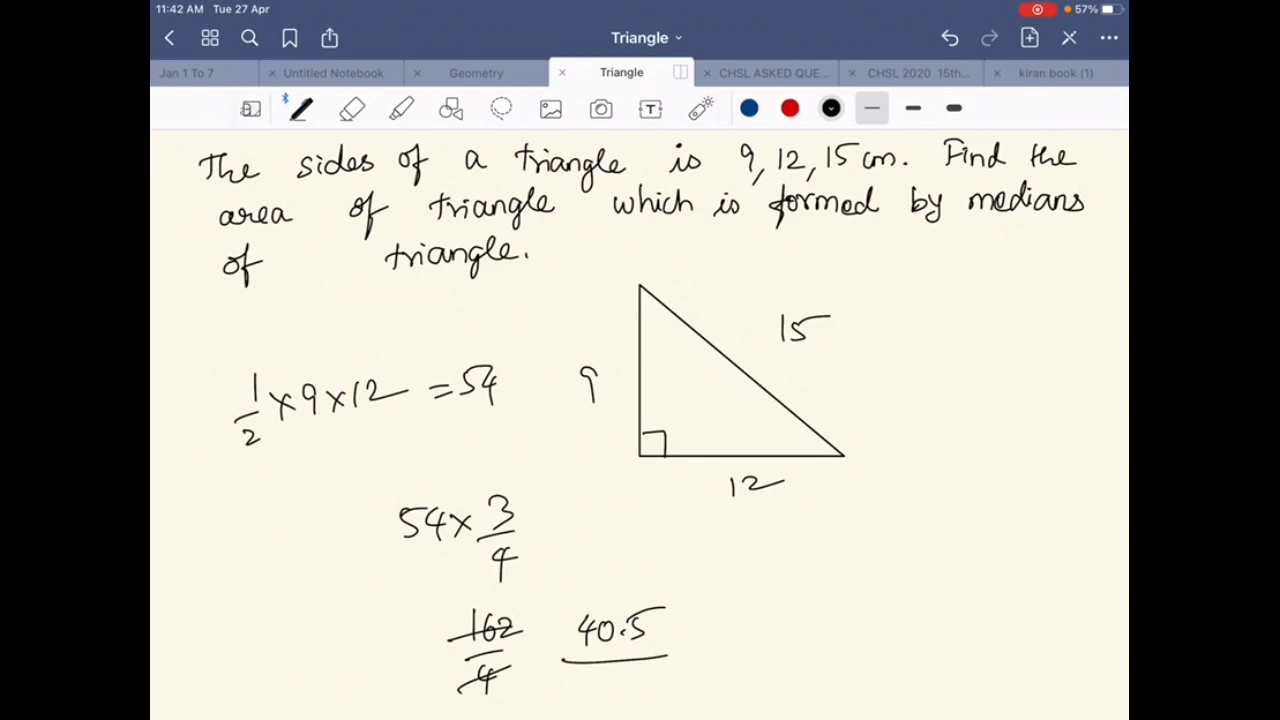 11:42 AM Tue 27 Apr
57%
Triangle
Jan 1 To 7
Untitled Notebook
Geometry
Triangle
CHSL ASKED QUE...
CHSL 2020 15th...
kiran book (1)
T
The sides of a triangle is 9, 12, 15 cm. Find the
area of triangle which is formed by medians
of triangle.
15
1/2 × 9 × 12 = 54
9
12
54 × 3/4
162/4 40.5